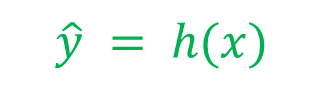 ŷ = h(x)